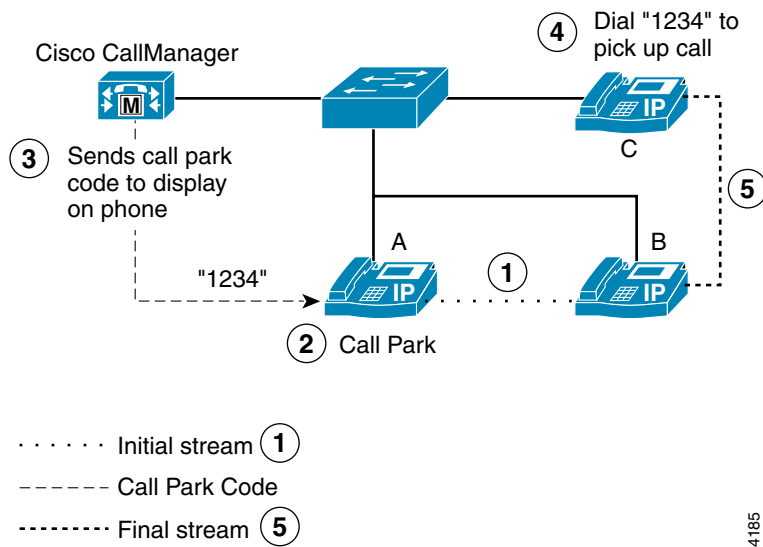 Cisco CallManager
M
4
Dial "1234" to
pick up call
IP
C
3
Sends call park
code to display
on phone
5
A
B
"1234"
1
IP
IP
2
Call Park
Initial stream 1
Call Park Code
Final stream 5
4185